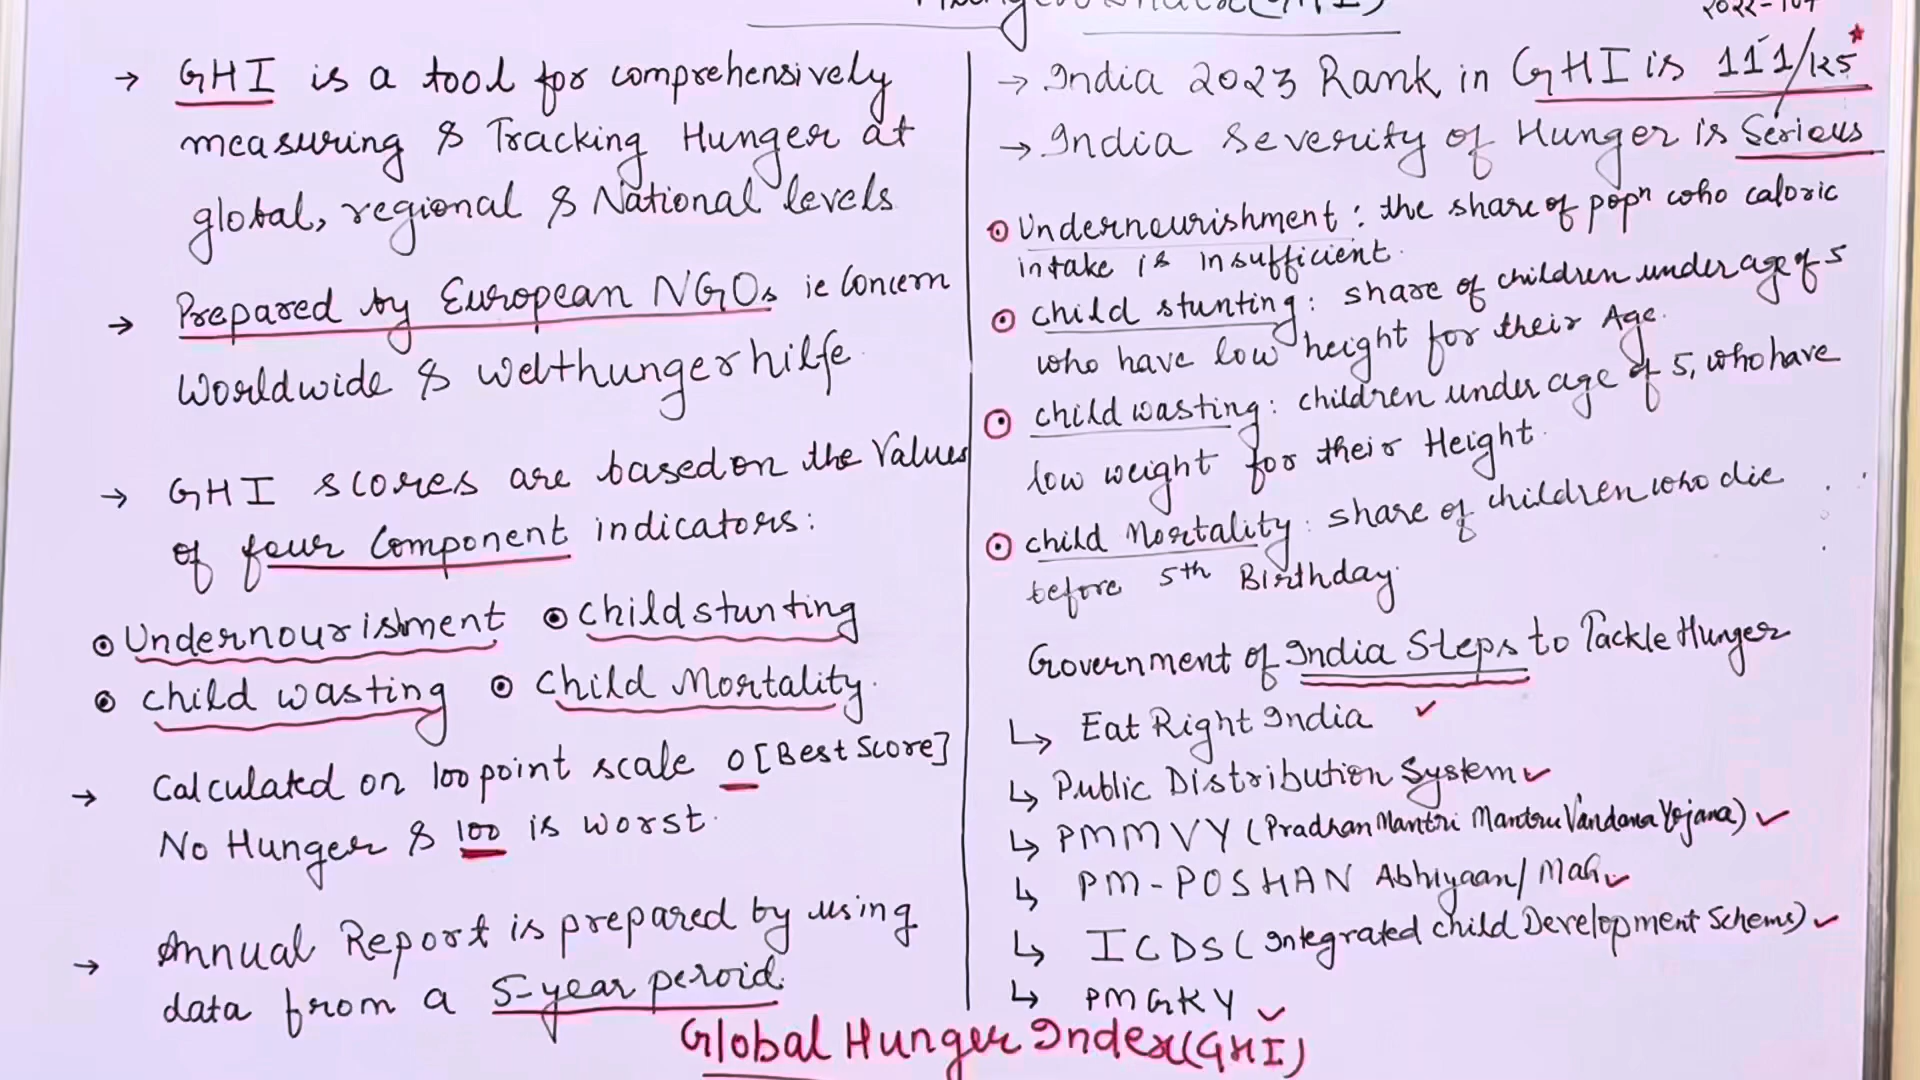 Hunger Index(GHI)
2022-107
→ GHI is a tool for comprehensively
measuring & Tracking Hunger at
global, regional & National levels
→ Prepared by European NGOs ie Concern
Worldwide & Welthungerhilfe
→ GHI scores are based on the Values
of four Component indicators:
⊙ Undernourishment ⊙ Child stunting
⊙ Child wasting ⊙ Child Mortality.
→ Calculated on 100 point scale 0 [Best Score]
No Hunger & 100 is worst.
→ Annual Report is prepared by using
data from a 5-year peroid.
→ India 2023 Rank in GHI is 111/125*
→ India Severity of Hunger is Serious
⊙ Undernourishment: the share of popn who caloric
intake is insufficient.
⊙ Child stunting: share of children under age of 5
who have low height for their Age.
⊙ Child wasting: children under age of 5, who have
low weight for their Height.
⊙ Child Mortality: share of children who die
before 5th Birthday.
Government of India Steps to Tackle Hunger
↳ Eat Right India ✓
↳ Public Distribution System ✓
↳ PMMVY (Pradhan Mantri Mantru Vandana Yojana) ✓
↳ PM-POSHAN Abhiyaan/ ✓
↳ ICDS (Integrated Child Development Scheme) ✓
↳ PMGKY ✓
Global Hunger Index(GHI)